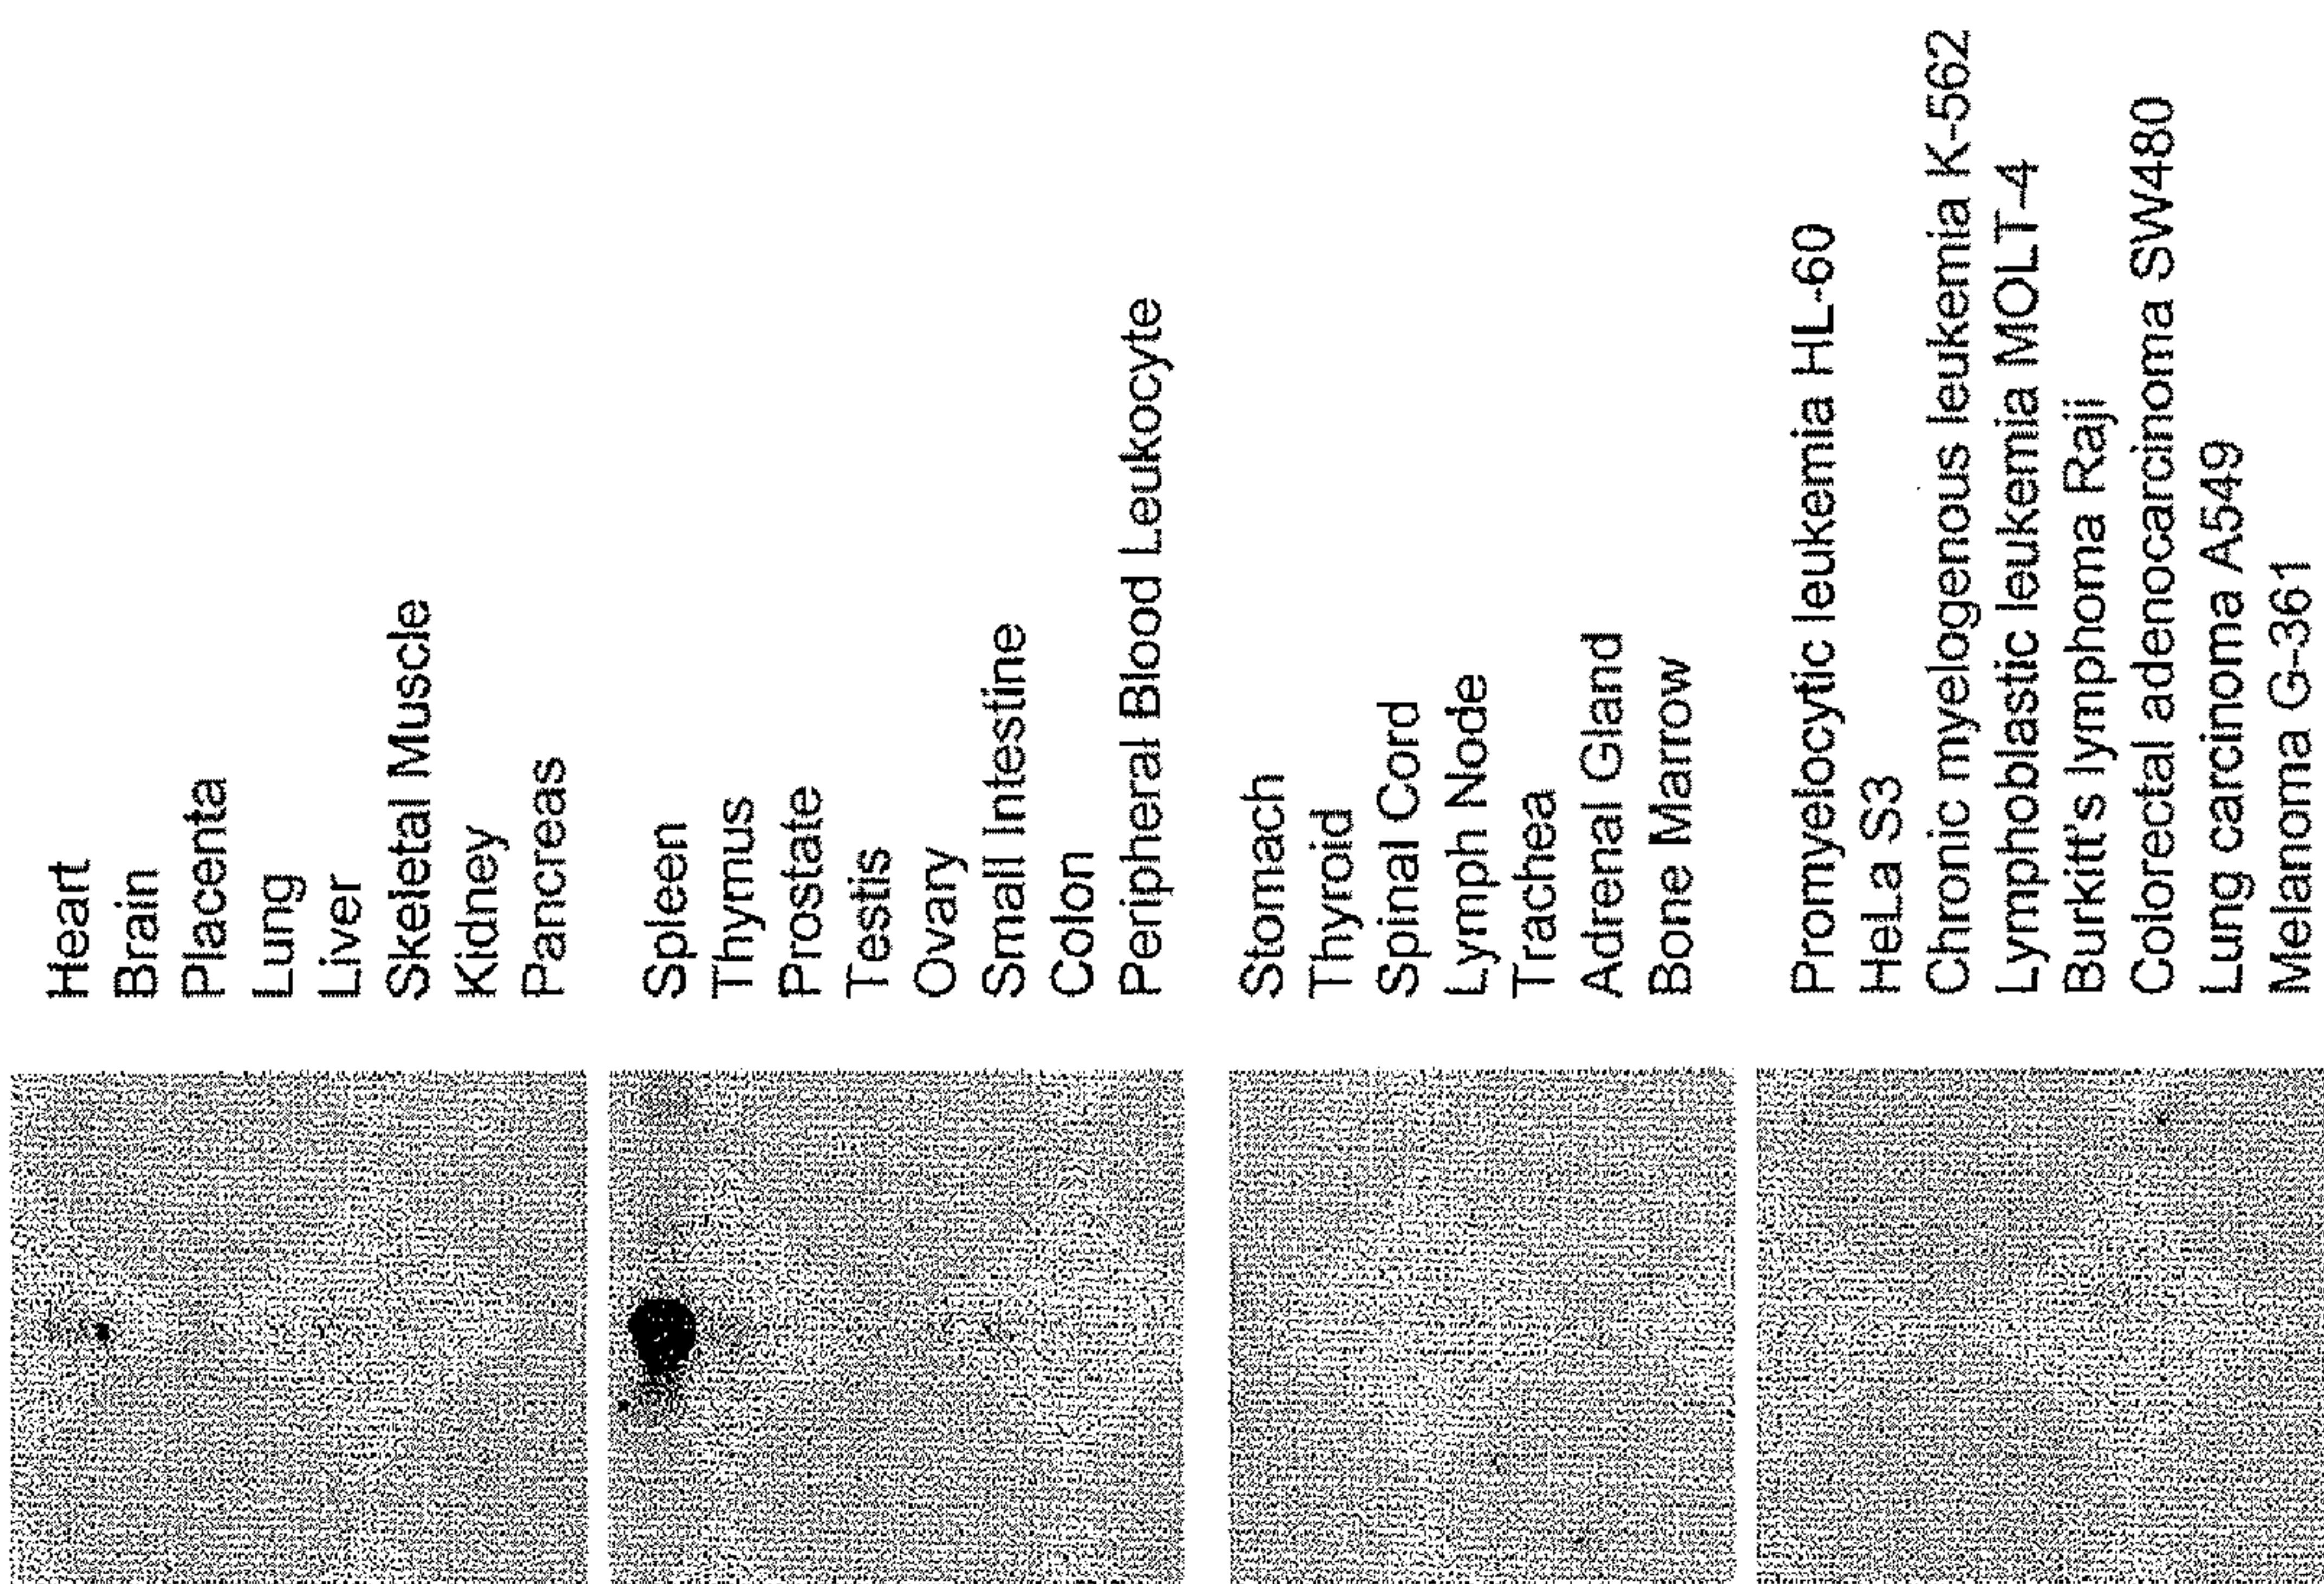 Heart
Brain
Placenta
Lung
Liver
Skeletal Muscle
Kidney
Pancreas
Spleen
Thymus
Prostate
Testis
Ovary
Small Intestine
Colon
Peripheral Blood Leukocyte
Stomach
Thyroid
Spinal Cord
Lymph Node
Trachea
Adrenal Gland
Bone Marrow
Promyelocytic leukemia HL-60
HeLa S3
Chronic myelogenous leukemia K-562
Lymphoblastic leukemia MOLT-4
Burkitt's lymphoma Raji
Colorectal adenocarcinoma SW480
Lung carcinoma A549
Melanoma G-361